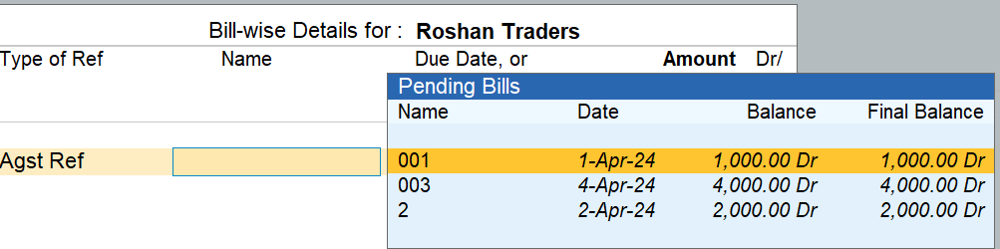 Bill-wise Details for : Roshan Traders
Type of Ref Name Due Date, or Amount Dr/
Pending Bills
Name Date Balance Final Balance
Agst Ref 001 1-Apr-24 1,000.00 Dr 1,000.00 Dr
003 4-Apr-24 4,000.00 Dr 4,000.00 Dr
2 2-Apr-24 2,000.00 Dr 2,000.00 Dr